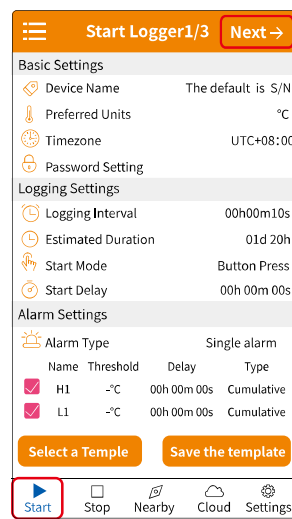 Start Logger1/3 Next→
Basic Settings
Device Name The default is S/N
Preferred Units °C
Timezone UTC+08:00
Password Setting
Logging Settings
Logging Interval 00h00m10s
Estimated Duration 01d 20h
Start Mode Button Press
Start Delay 00h 00m 00s
Alarm Settings
Alarm Type Single alarm
Name Threshold Delay Type
H1 -°C 00h 00m 00s Cumulative
L1 -°C 00h 00m 00s Cumulative
Select a Temple Save the template
Start Stop Nearby Cloud Settings